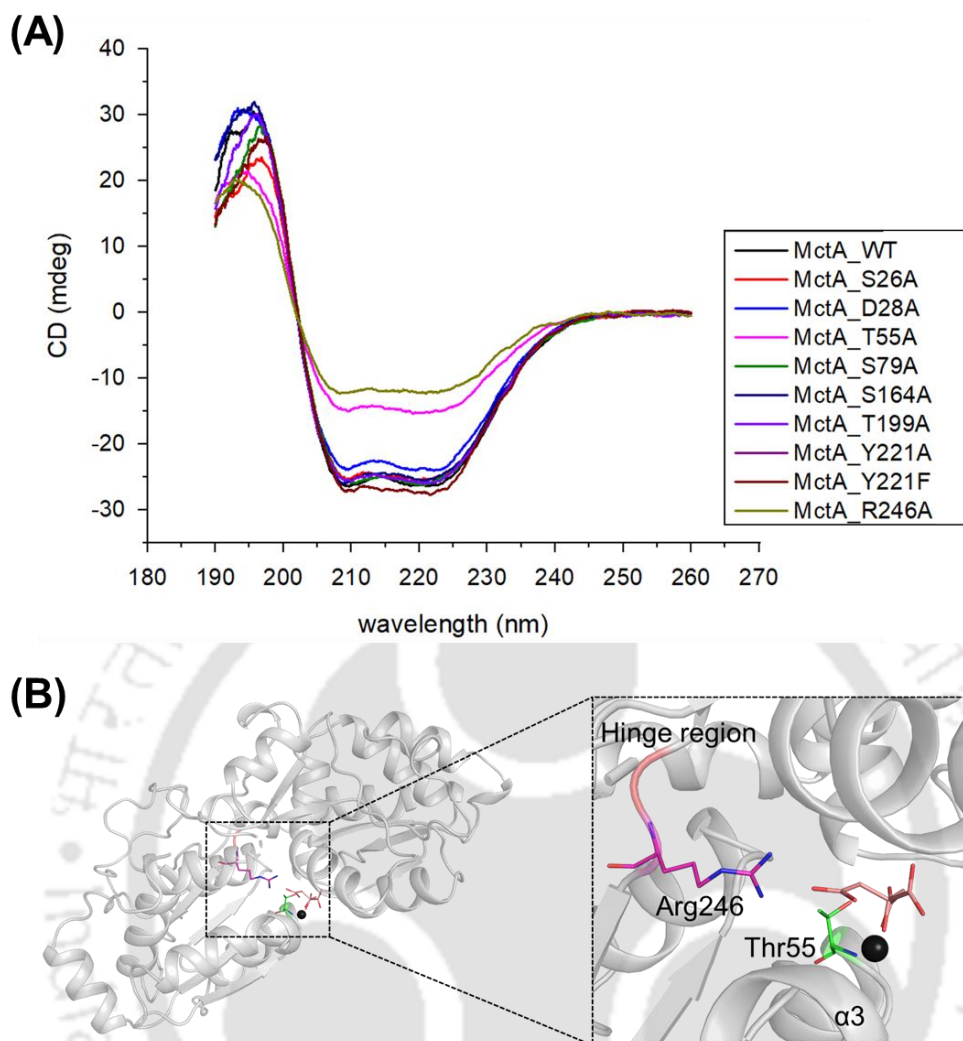 (A)
40
30
20
10
0
-10
-20
-30
CD (mdeg)
180 190 200 210 220 230 240 250 260 270
wavelength (nm)
MctA_WT
MctA_S26A
MctA_D28A
MctA_T55A
MctA_S79A
MctA_S164A
MctA_T199A
MctA_Y221A
MctA_Y221F
MctA_R246A
(B)
Hinge region
Arg246
Thr55
α3